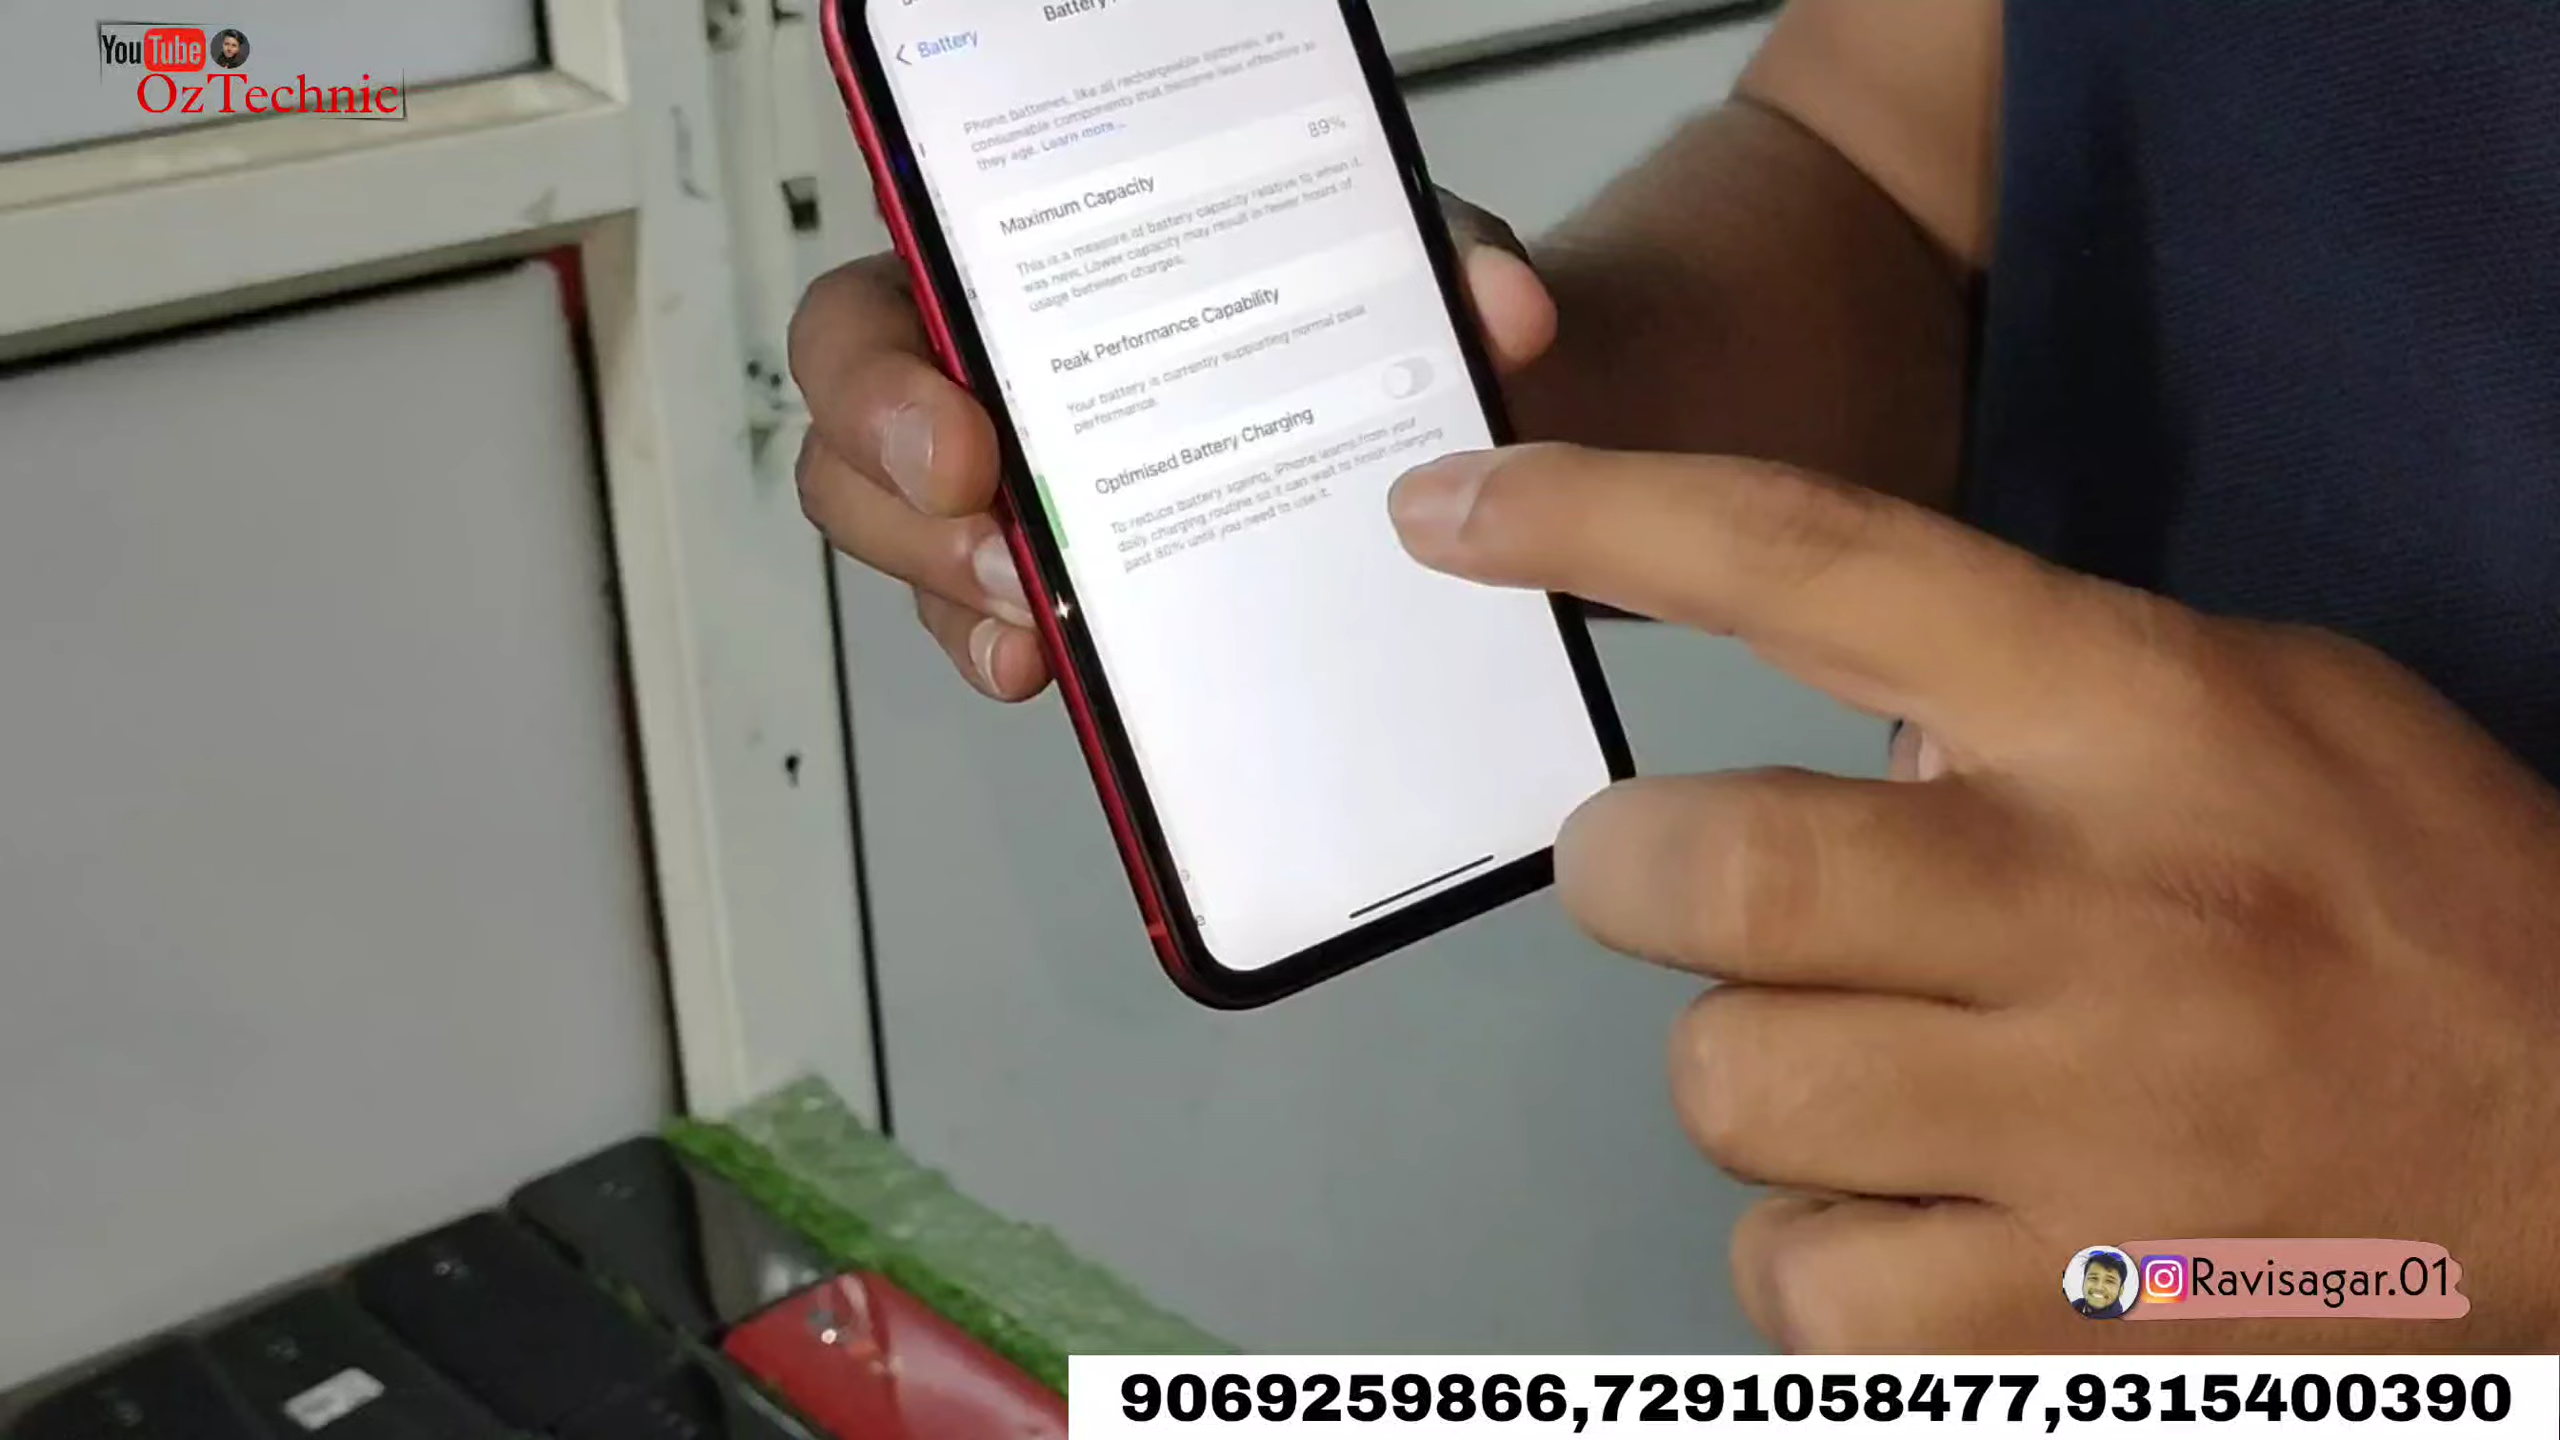 YouTube
OzTechnic
Battery
Battery
Phone batteries, like all rechargeable batteries, are
consumable components that become less effective as
they age. Learn more...
Maximum Capacity 89%
This is a measure of battery capacity relative to when it
was new. Lower capacity may result in fewer hours of
usage between charges.
Peak Performance Capability
Your battery is currently supporting normal peak
performance.
Optimised Battery Charging
To reduce battery ageing, iPhone learns from your
daily charging routine so it can wait to finish charging
past 80% until you need to use it.
Ravisagar.01
9069259866,7291058477,9315400390